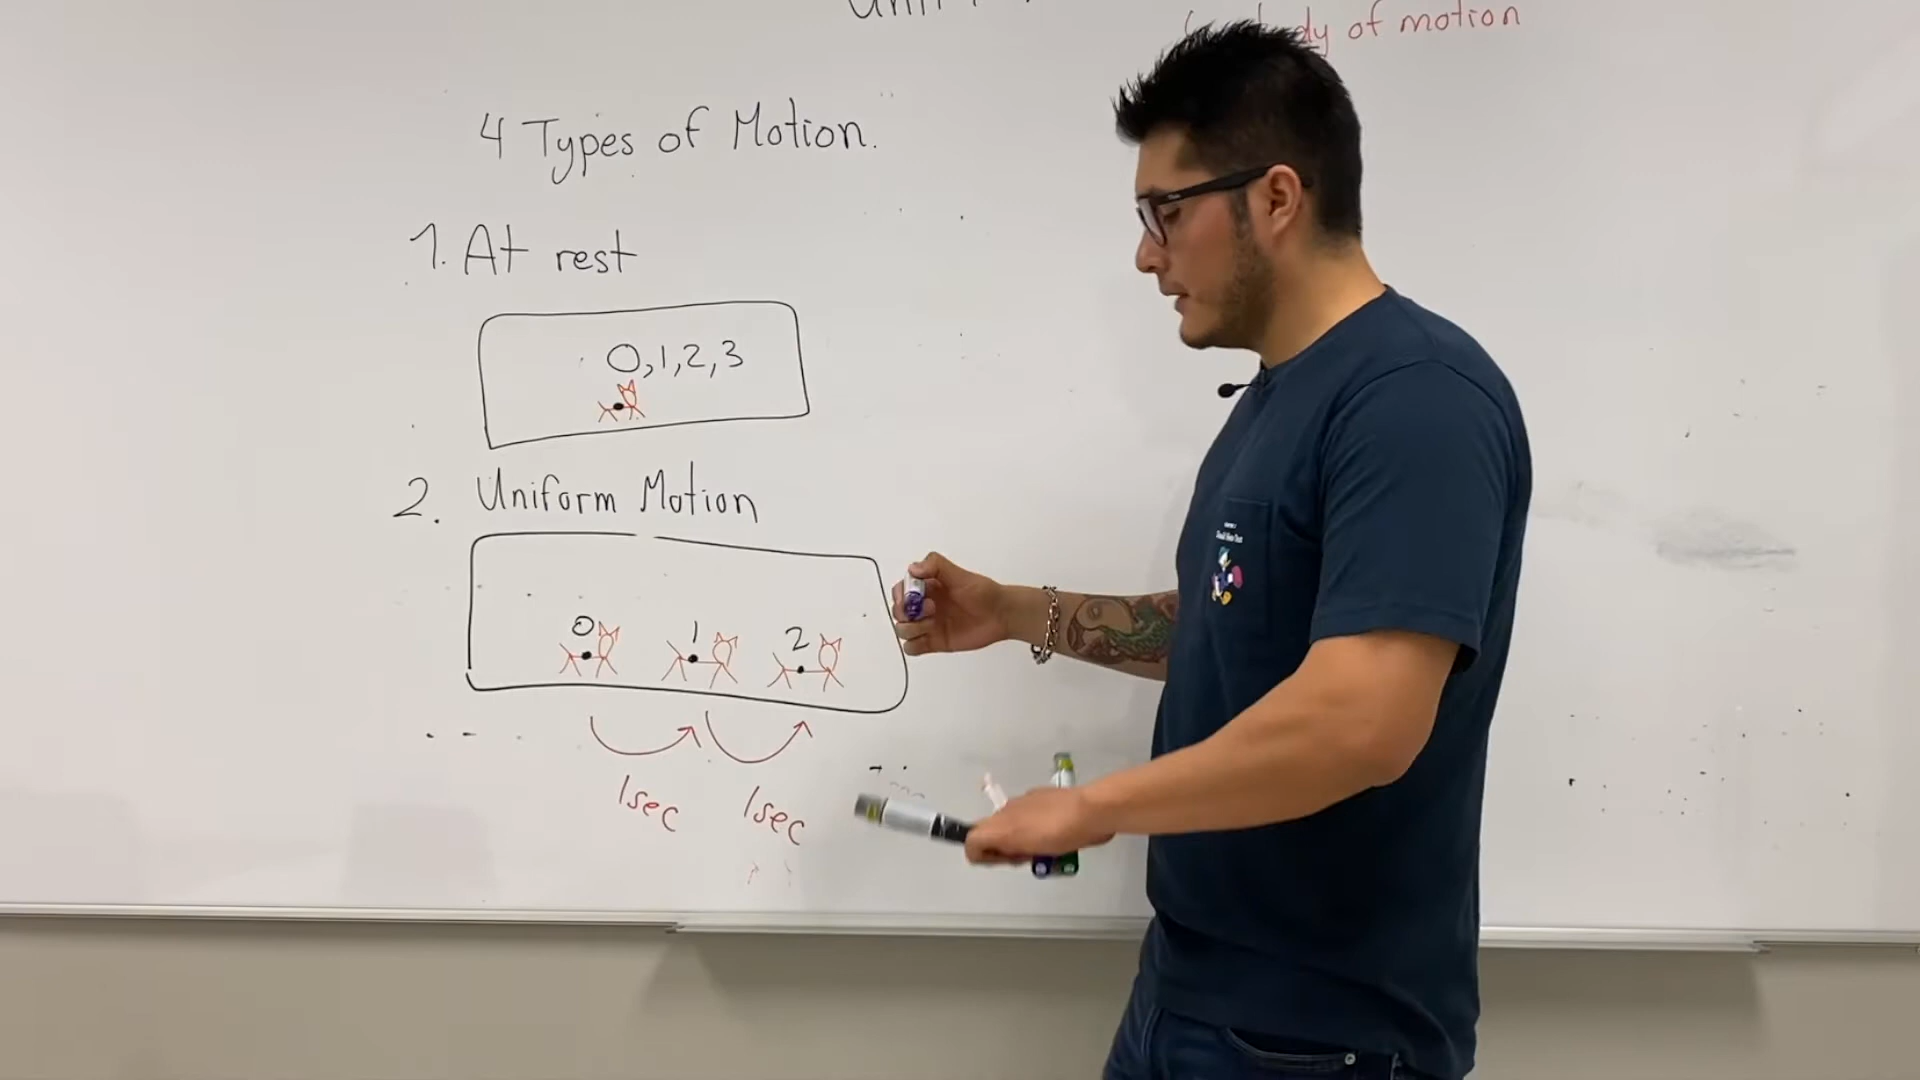 of motion
4 Types of Motion.
1. At rest
0,1,2,3
2. Uniform Motion
0 1 2
1sec 1sec